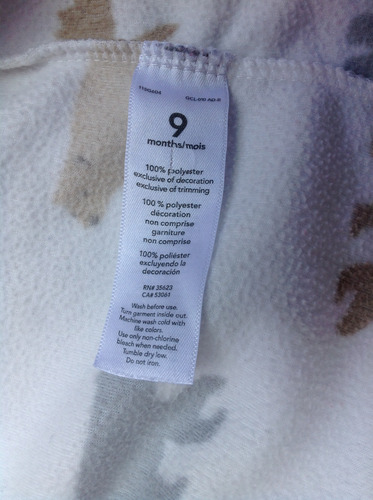 9
months/mois
100% polyester
exclusive of decoration
exclusive of trimming
100 % polyester
décoration
non comprise
garniture
non comprise
100% poliéster
excluyendo la
decoración
RN# 35623
CA# 53061
Wash before use.
Turn garment inside out.
Machine wash cold with
like colors.
Use only non-chlorine
bleach when needed.
Tumble dry low.
Do not iron.